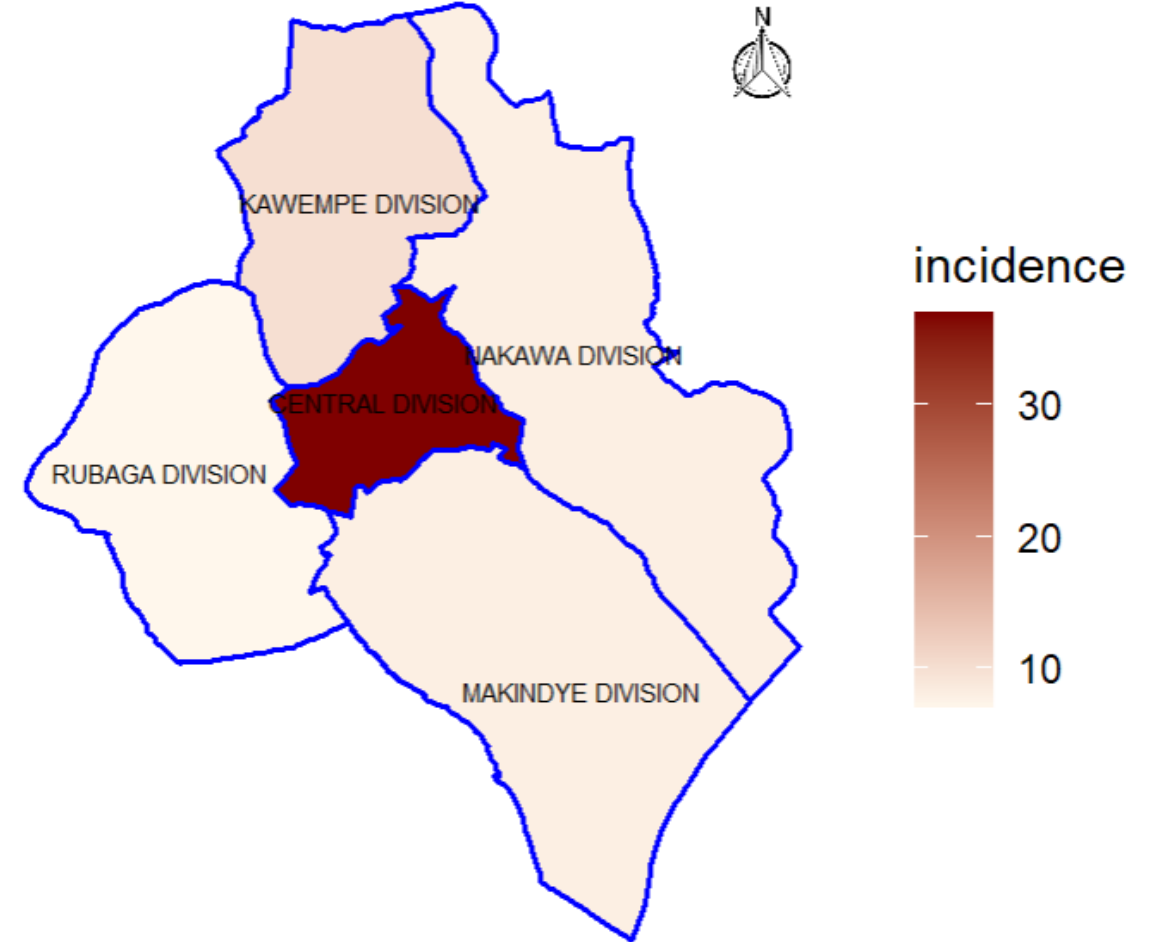 N
KAWEMPE DIVISION
incidence
NAKAWA DIVISION
CENTRAL DIVISION
30
RUBAGA DIVISION
20
10
MAKINDYE DIVISION